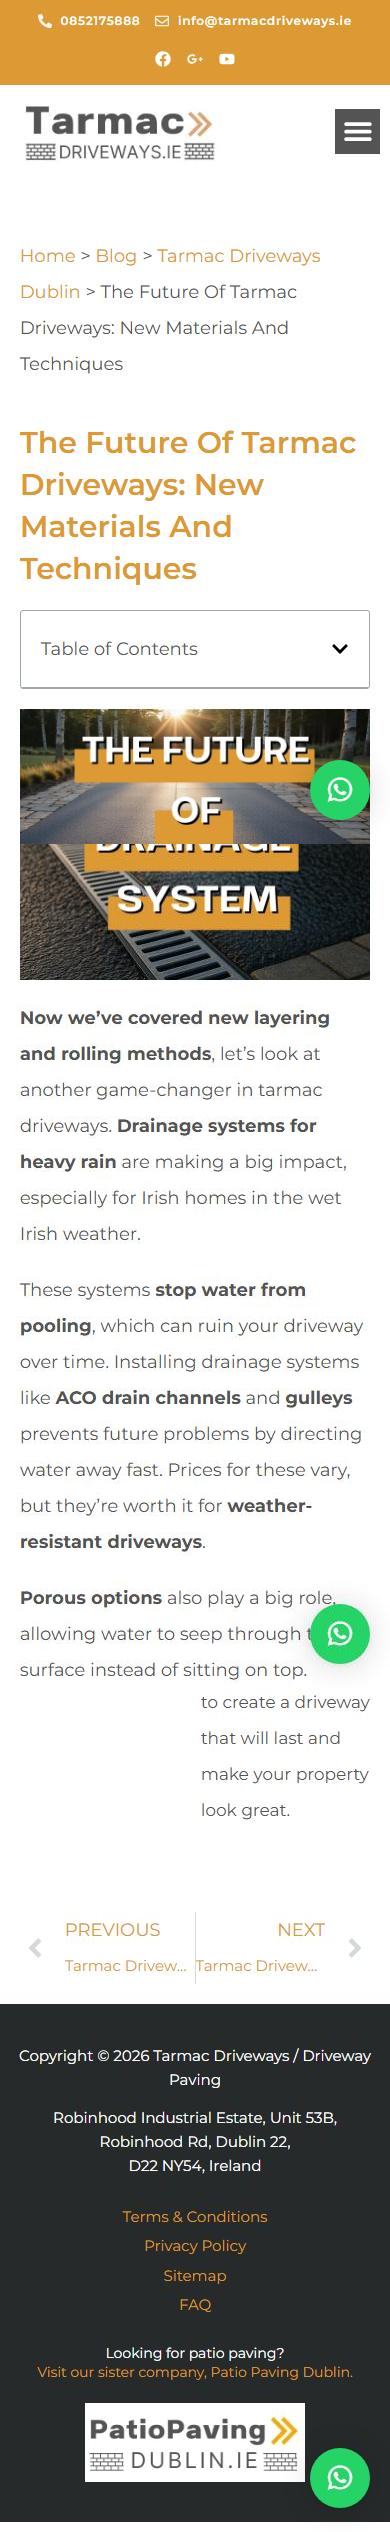 0852175888 info@tarmacdriveways.ie
Tarmac
DRIVEWAYS.IE
Home > Blog > Tarmac Driveways
Dublin > The Future Of Tarmac
Driveways: New Materials And
Techniques
The Future Of Tarmac
Driveways: New
Materials And
Techniques
Table of Contents
THE FUTURE
OF
DRAINAGE
SYSTEM
Now we’ve covered new layering
and rolling methods, let’s look at
another game-changer in tarmac
driveways. Drainage systems for
heavy rain are making a big impact,
especially for Irish homes in the wet
Irish weather.
These systems stop water from
pooling, which can ruin your driveway
over time. Installing drainage systems
like ACO drain channels and gulleys
prevents future problems by directing
water away fast. Prices for these vary,
but they’re worth it for weather-
resistant driveways.
Porous options also play a big role,
allowing water to seep through
surface instead of sitting on top.
to create a driveway
that will last and
make your property
look great.
PREVIOUS NEXT
Tarmac Drivew... Tarmac Drivew...
Copyright © 2026 Tarmac Driveways / Driveway
Paving
Robinhood Industrial Estate, Unit 53B,
Robinhood Rd, Dublin 22,
D22 NY54, Ireland
Terms & Conditions
Privacy Policy
Sitemap
FAQ
Looking for patio paving?
Visit our sister company, Patio Paving Dublin.
PatioPaving
DUBLIN.IE